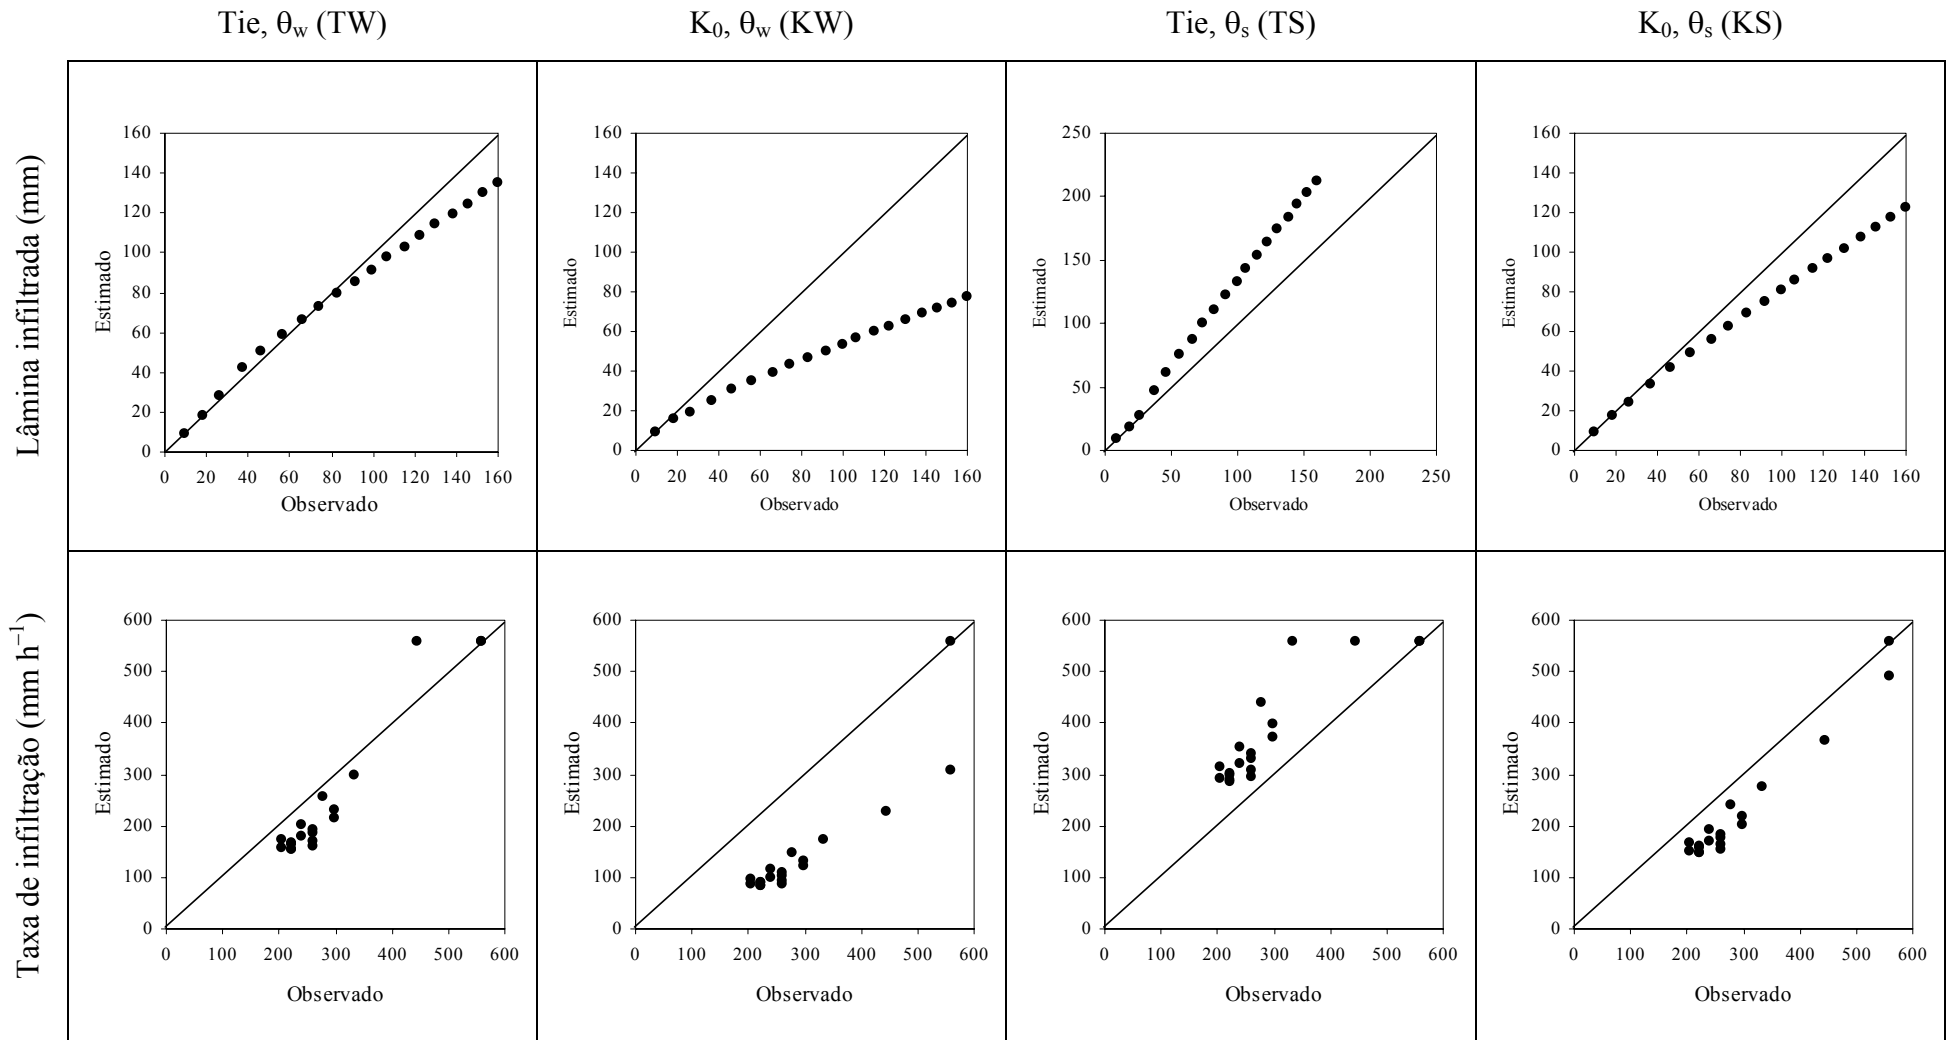 Tie, θw (TW)
K0, θw (KW)
Tie, θs (TS)
K0, θs (KS)
Lâmina infiltrada (mm)
160
140
120
100
80
60
40
20
0
Estimado
0 20 40 60 80 100 120 140 160
Observado
160
140
120
100
80
60
40
20
0
Estimado
0 20 40 60 80 100 120 140 160
Observado
250
200
150
100
50
0
Estimado
0 50 100 150 200 250
Observado
160
140
120
100
80
60
40
20
0
Estimado
0 20 40 60 80 100 120 140 160
Observado
Taxa de infiltração (mm h−1)
600
500
400
300
200
100
0
Estimado
0 100 200 300 400 500 600
Observado
600
500
400
300
200
100
0
Estimado
0 100 200 300 400 500 600
Observado
600
500
400
300
200
100
0
Estimado
0 100 200 300 400 500 600
Observado
600
500
400
300
200
100
0
Estimado
0 100 200 300 400 500 600
Observado